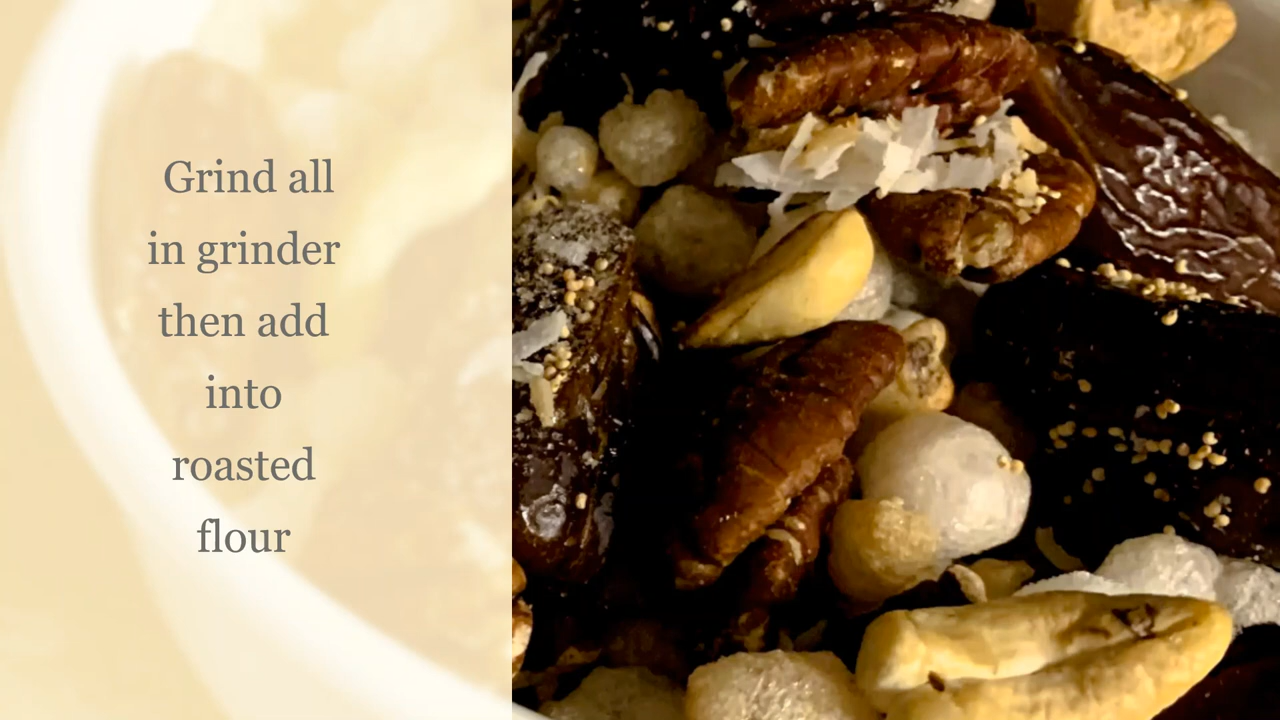 Grind all
in grinder
then add
into
roasted
flour